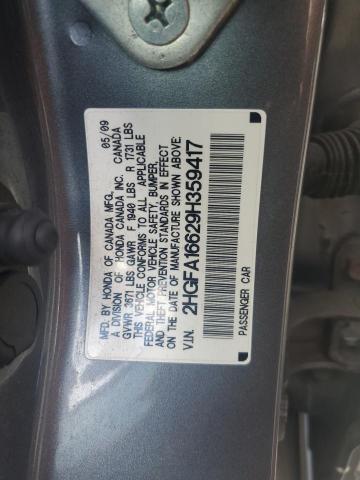 MFD. BY HONDA OF CANADA MFG. 05/09
A DIVISION OF HONDA CANADA INC. CANADA
GVWR 3671 LBS GAWR F 1940 LBS R 1731 LBS
THIS VEHICLE CONFORMS TO ALL APPLICABLE
FEDERAL MOTOR VEHICLE SAFETY, BUMPER,
AND THEFT PREVENTION STANDARDS IN EFFECT
ON THE DATE OF MANUFACTURE SHOWN ABOVE.
V.I.N. 2HGFA16629H359417
PASSENGER CAR